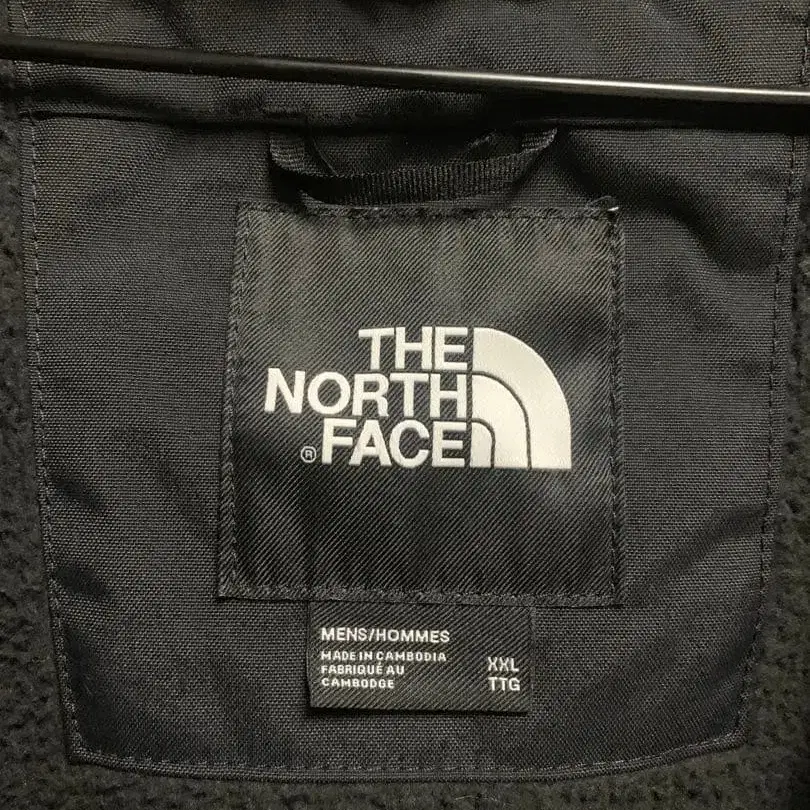 THE
NORTH
® FACE
MENS/HOMMES
MADE IN CAMBODIA
FABRIQUÉ AU
CAMBODGE
XXL
TTG